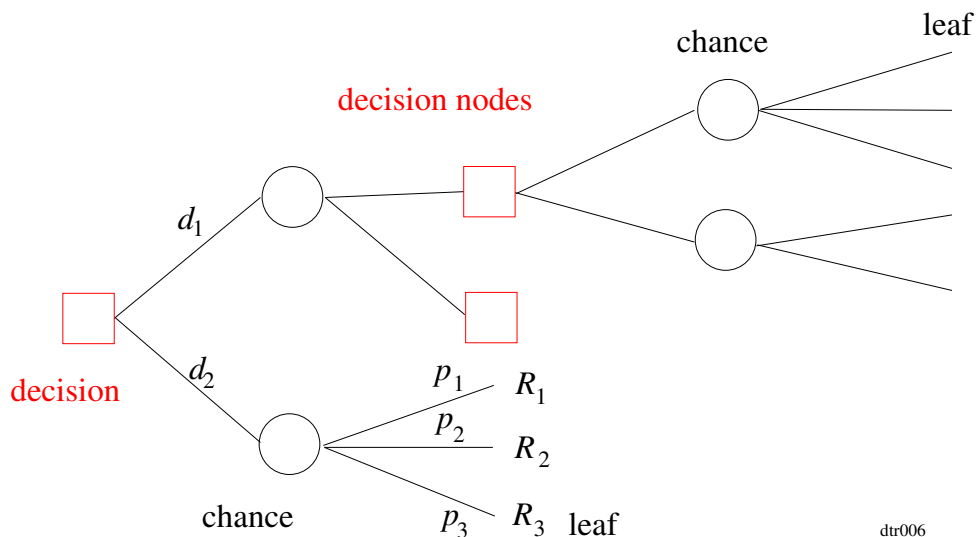 leaf
chance
decision nodes
d1
d2
decision
p1 R1
p2 R2
p3 R3 leaf
chance
dtr006